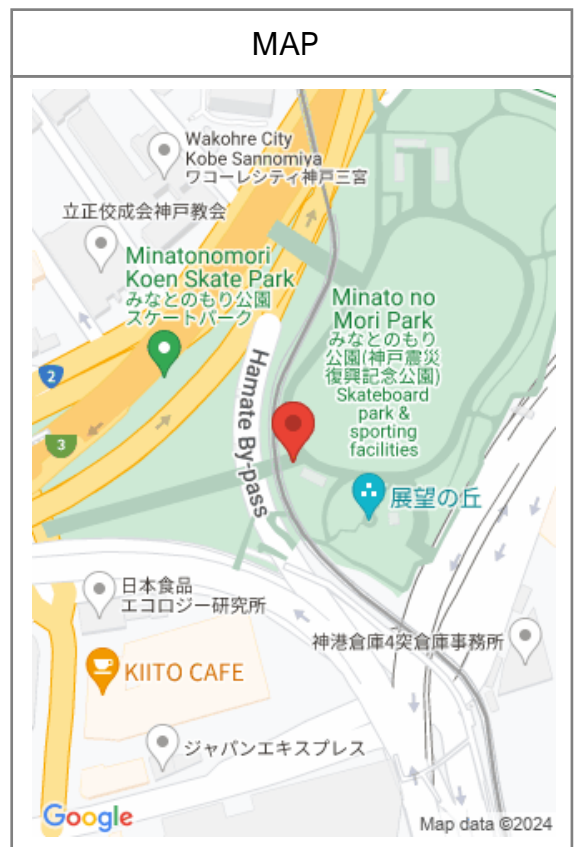 MAP
Wakohre City
Kobe Sannomiya
ワコーレシティ神戸三宮
立正佼成会神戸教会
Minatonomori
Koen Skate Park
みなとのもり公園
スケートパーク
Minato no
Mori Park
みなとのもり
公園(神戸震災
復興記念公園)
Skateboard
park &
sporting
facilities
2
3
Hamate By-pass
展望の丘
日本食品
エコロジー研究所
神港倉庫4突倉庫事務所
KIITO CAFE
ジャパンエキスプレス
Google
Map data ©2024